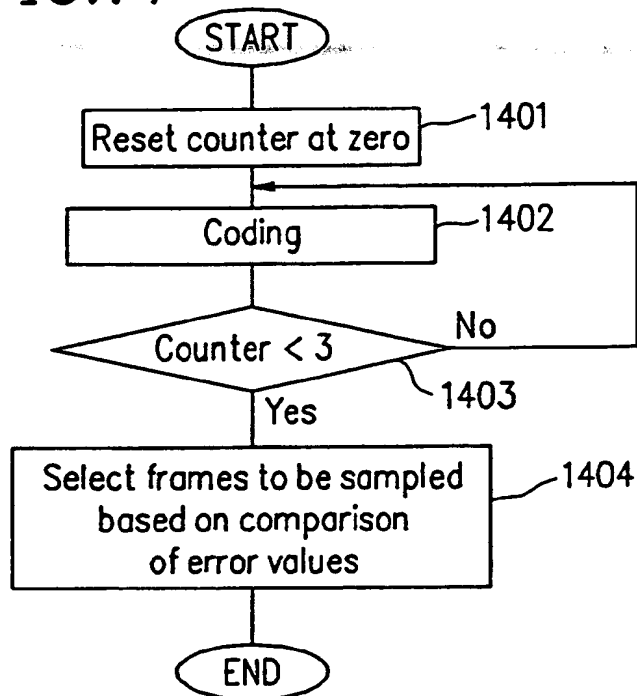 START
Reset counter at zero
1401
Coding
1402
Counter < 3
No
1403
Yes
Select frames to be sampled
based on comparison
of error values
1404
END